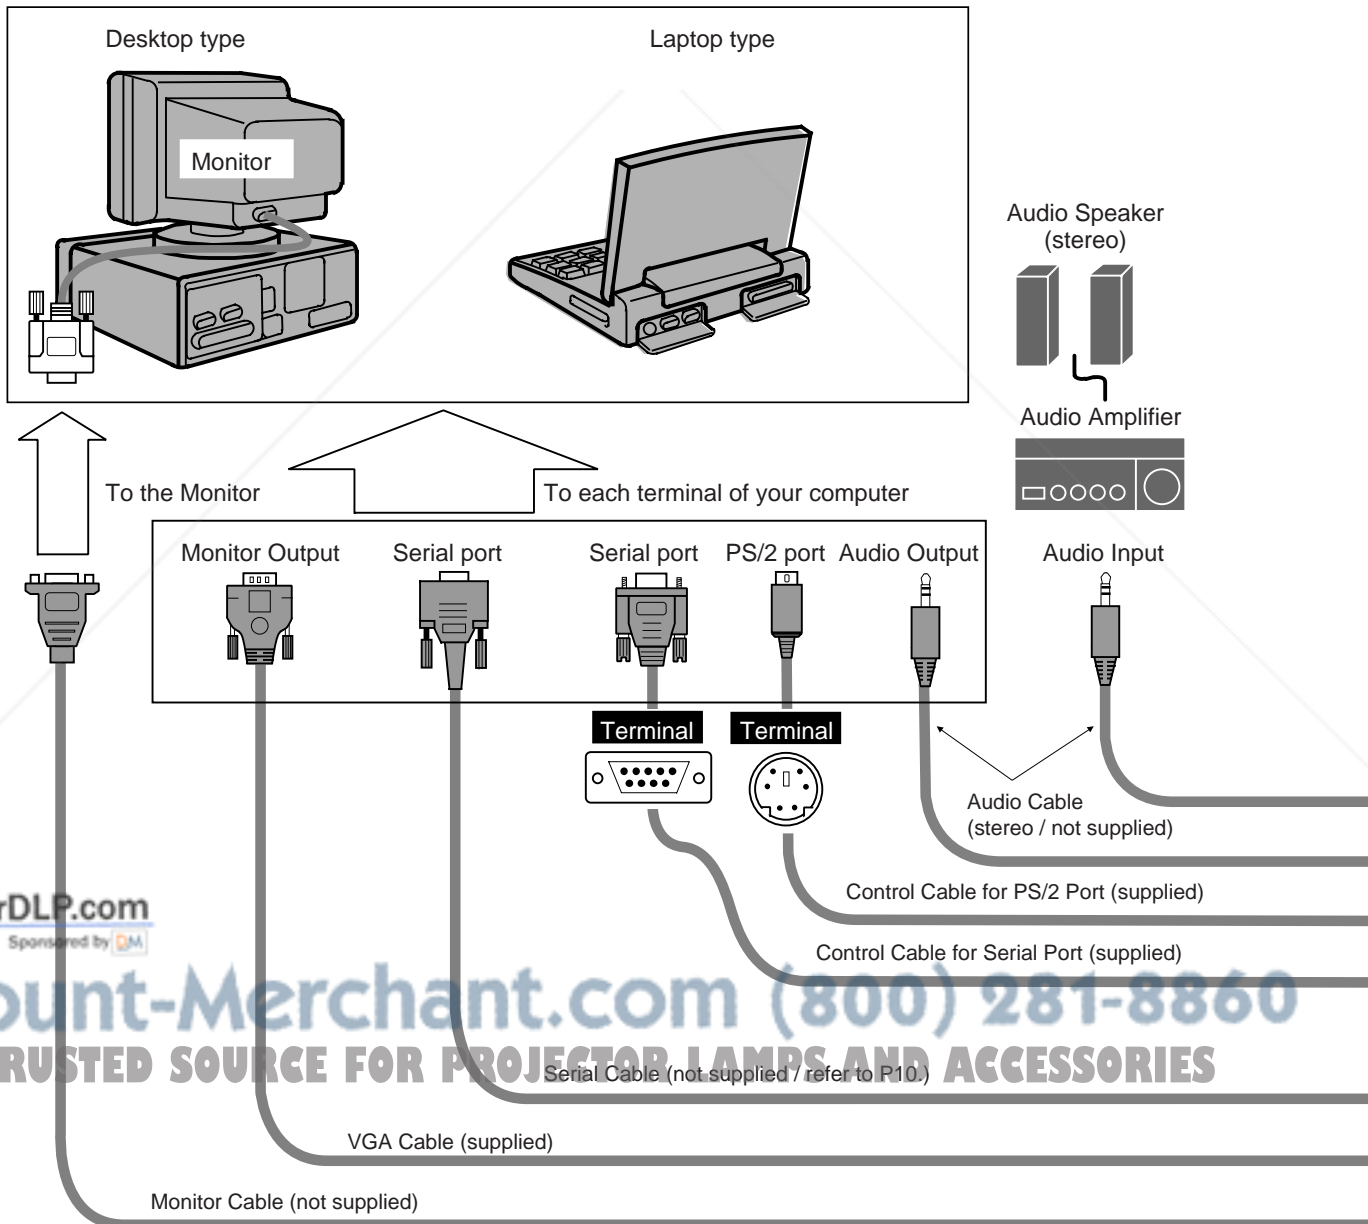 Desktop type
Laptop type
Monitor
Audio Speaker
(stereo)
Audio Amplifier
To the Monitor
To each terminal of your computer
Monitor Output
Serial port
Serial port
PS/2 port
Audio Output
Audio Input
Terminal
Terminal
Audio Cable
(stereo / not supplied)
Control Cable for PS/2 Port (supplied)
rDLP.com
Sponsored by DM
Control Cable for Serial Port (supplied)
ount-Merchant.com (800) 281-8860
RUSTED SOURCE FOR PROJECTOR LAMPS AND ACCESSORIES
Serial Cable (not supplied / refer to P10.)
VGA Cable (supplied)
Monitor Cable (not supplied)